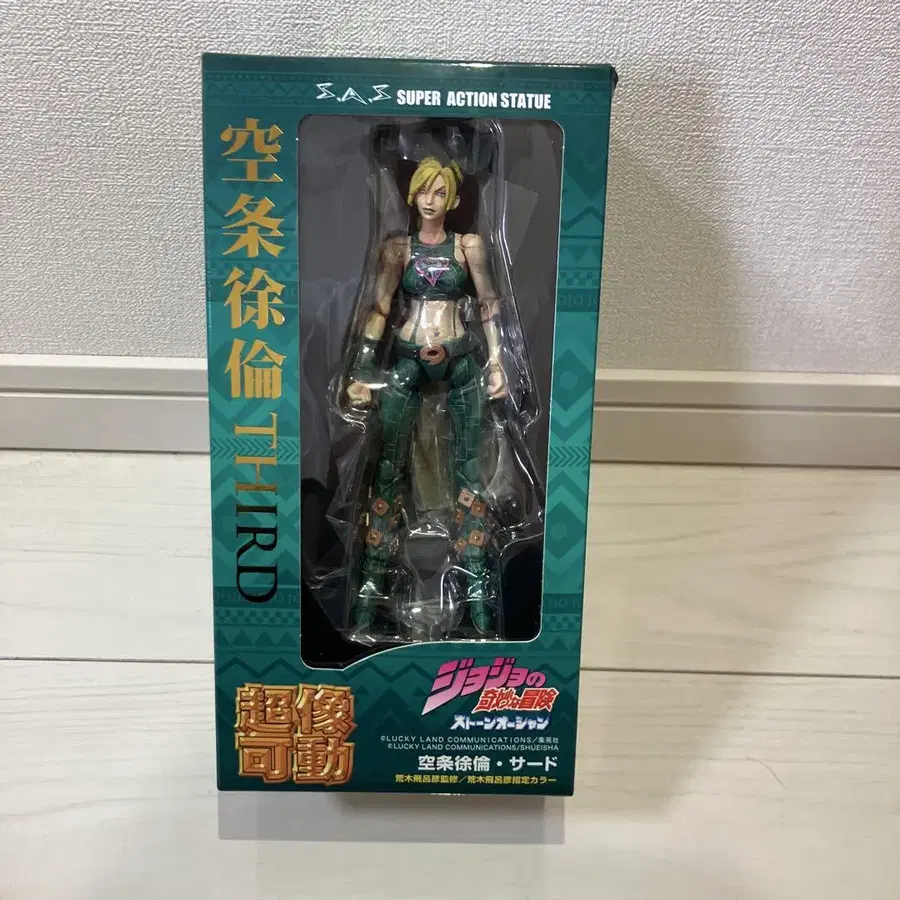 S.A.S SUPER ACTION STATUE
空条徐倫 THIRD
超像
可動
ジョジョの
奇妙な冒険
ストーンオーシャン
©LUCKY LAND COMMUNICATIONS/集英社
©LUCKY LAND COMMUNICATIONS/SHUEISHA
空条徐倫・サード
荒木飛呂彦監修/荒木飛呂彦指定カラー